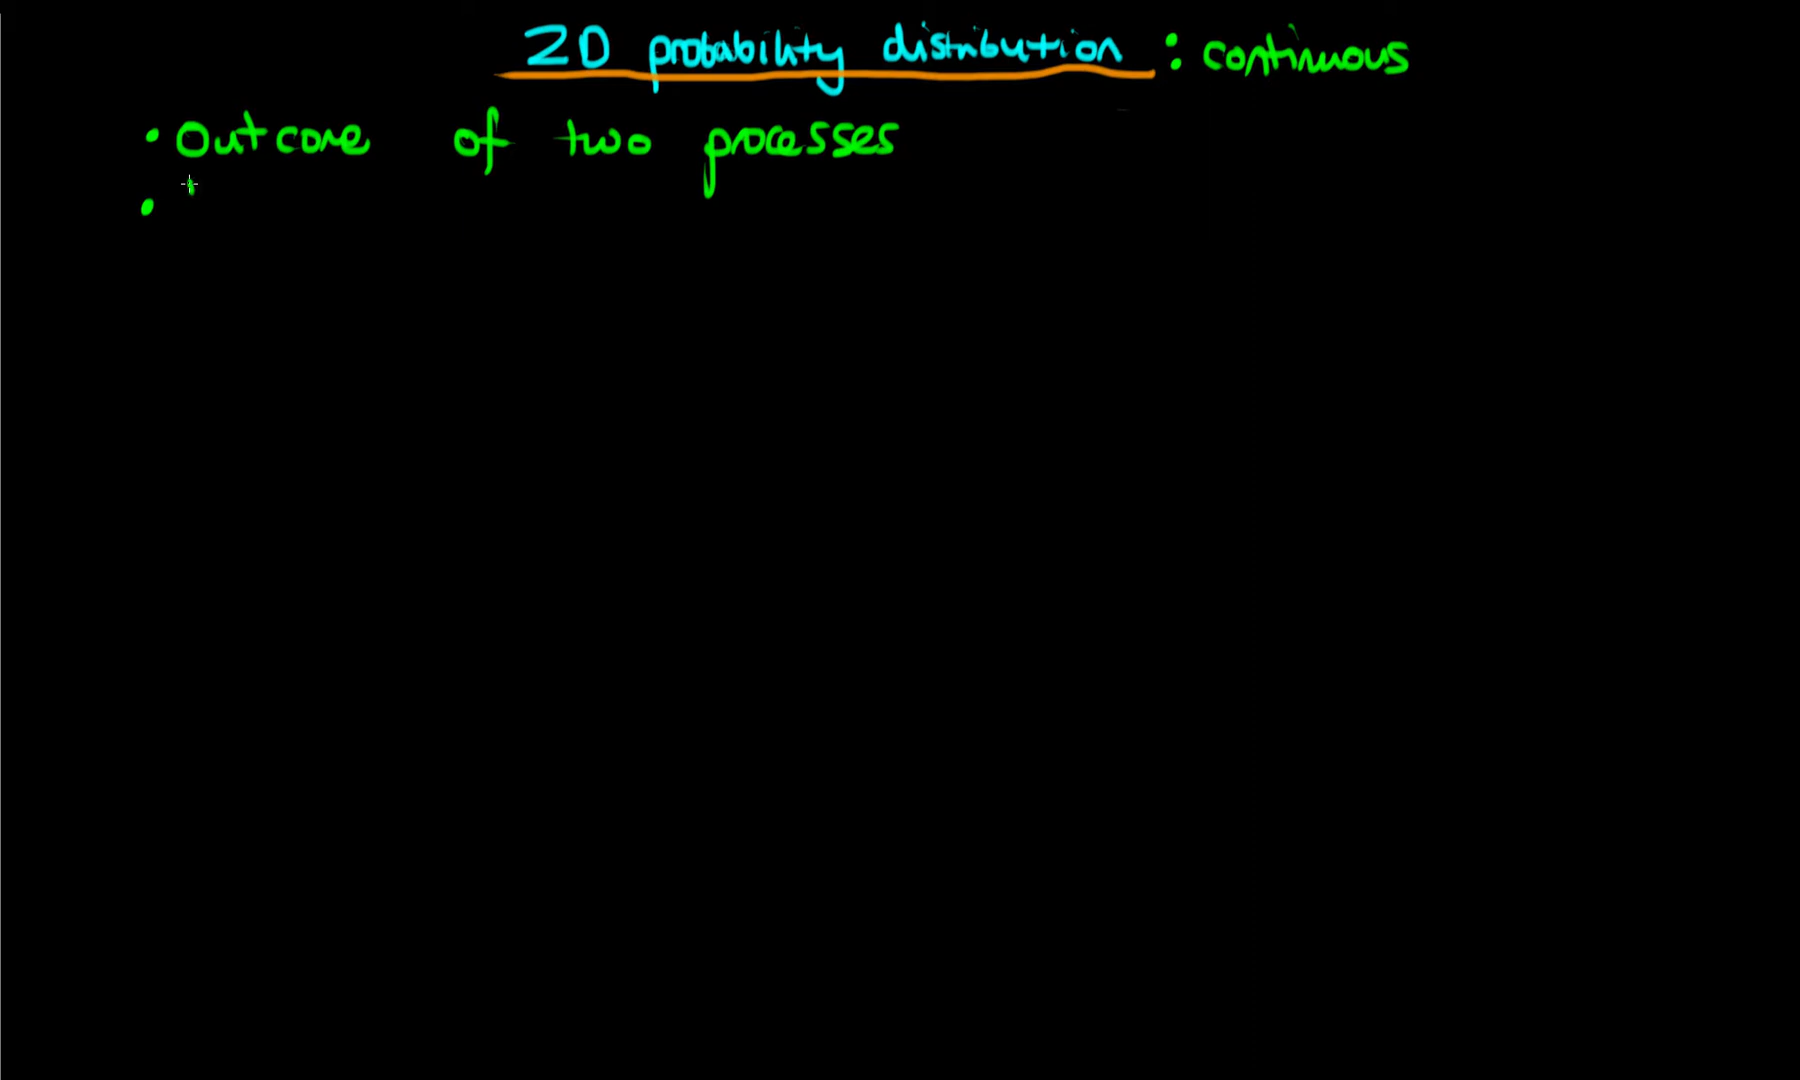 2D probability distribution : continuous
• Outcome of two processes
•